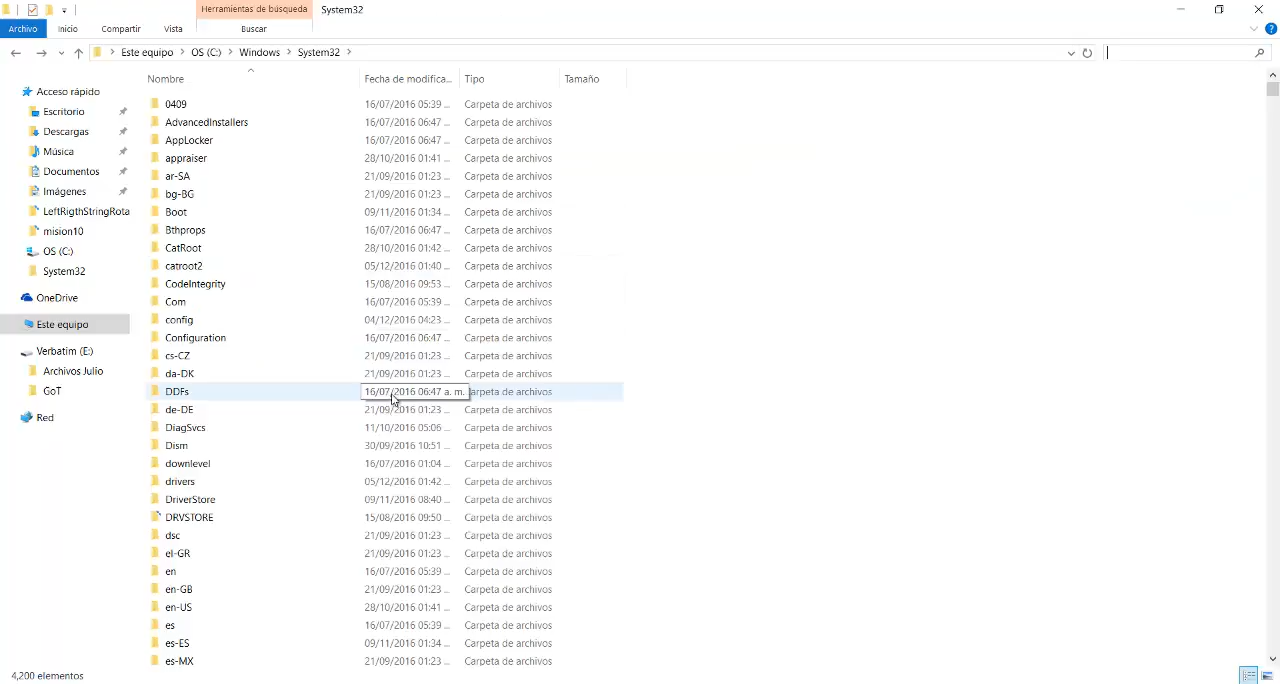 Herramientas de búsqueda System32
Archivo Inicio Compartir Vista Buscar
Este equipo OS (C:) Windows System32
Nombre Fecha de modifica... Tipo Tamaño
Acceso rápido
Escritorio
Descargas
Música
Documentos
Imágenes
LeftRigthStringRota
mision10
OS (C:)
System32
OneDrive
Este equipo
Verbatim (E:)
Archivos Julio
GoT
Red
0409 16/07/2016 05:39 ... Carpeta de archivos
AdvancedInstallers 16/07/2016 06:47 ... Carpeta de archivos
AppLocker 16/07/2016 06:47 ... Carpeta de archivos
appraiser 28/10/2016 01:41 ... Carpeta de archivos
ar-SA 21/09/2016 01:23 ... Carpeta de archivos
bg-BG 21/09/2016 01:23 ... Carpeta de archivos
Boot 09/11/2016 01:34 ... Carpeta de archivos
Bthprops 16/07/2016 06:47 ... Carpeta de archivos
CatRoot 28/10/2016 01:42 ... Carpeta de archivos
catroot2 05/12/2016 01:40 ... Carpeta de archivos
CodeIntegrity 15/08/2016 09:53 ... Carpeta de archivos
Com 16/07/2016 05:39 ... Carpeta de archivos
config 04/12/2016 04:23 ... Carpeta de archivos
Configuration 16/07/2016 06:47 ... Carpeta de archivos
cs-CZ 21/09/2016 01:23 ... Carpeta de archivos
da-DK 21/09/2016 01:23 ... Carpeta de archivos
DDFs 16/07/2016 06:47 a. m. arpeta de archivos
de-DE 21/09/2016 01:23 ... Carpeta de archivos
DiagSvcs 11/10/2016 05:06 ... Carpeta de archivos
Dism 30/09/2016 10:51 ... Carpeta de archivos
downlevel 16/07/2016 01:04 ... Carpeta de archivos
drivers 05/12/2016 01:42 ... Carpeta de archivos
DriverStore 09/11/2016 08:40 ... Carpeta de archivos
DRVSTORE 15/08/2016 09:50 ... Carpeta de archivos
dsc 21/09/2016 01:23 ... Carpeta de archivos
el-GR 21/09/2016 01:23 ... Carpeta de archivos
en 16/07/2016 05:39 ... Carpeta de archivos
en-GB 21/09/2016 01:23 ... Carpeta de archivos
en-US 28/10/2016 01:41 ... Carpeta de archivos
es 16/07/2016 05:39 ... Carpeta de archivos
es-ES 09/11/2016 01:34 ... Carpeta de archivos
es-MX 21/09/2016 01:23 ... Carpeta de archivos
4,200 elementos